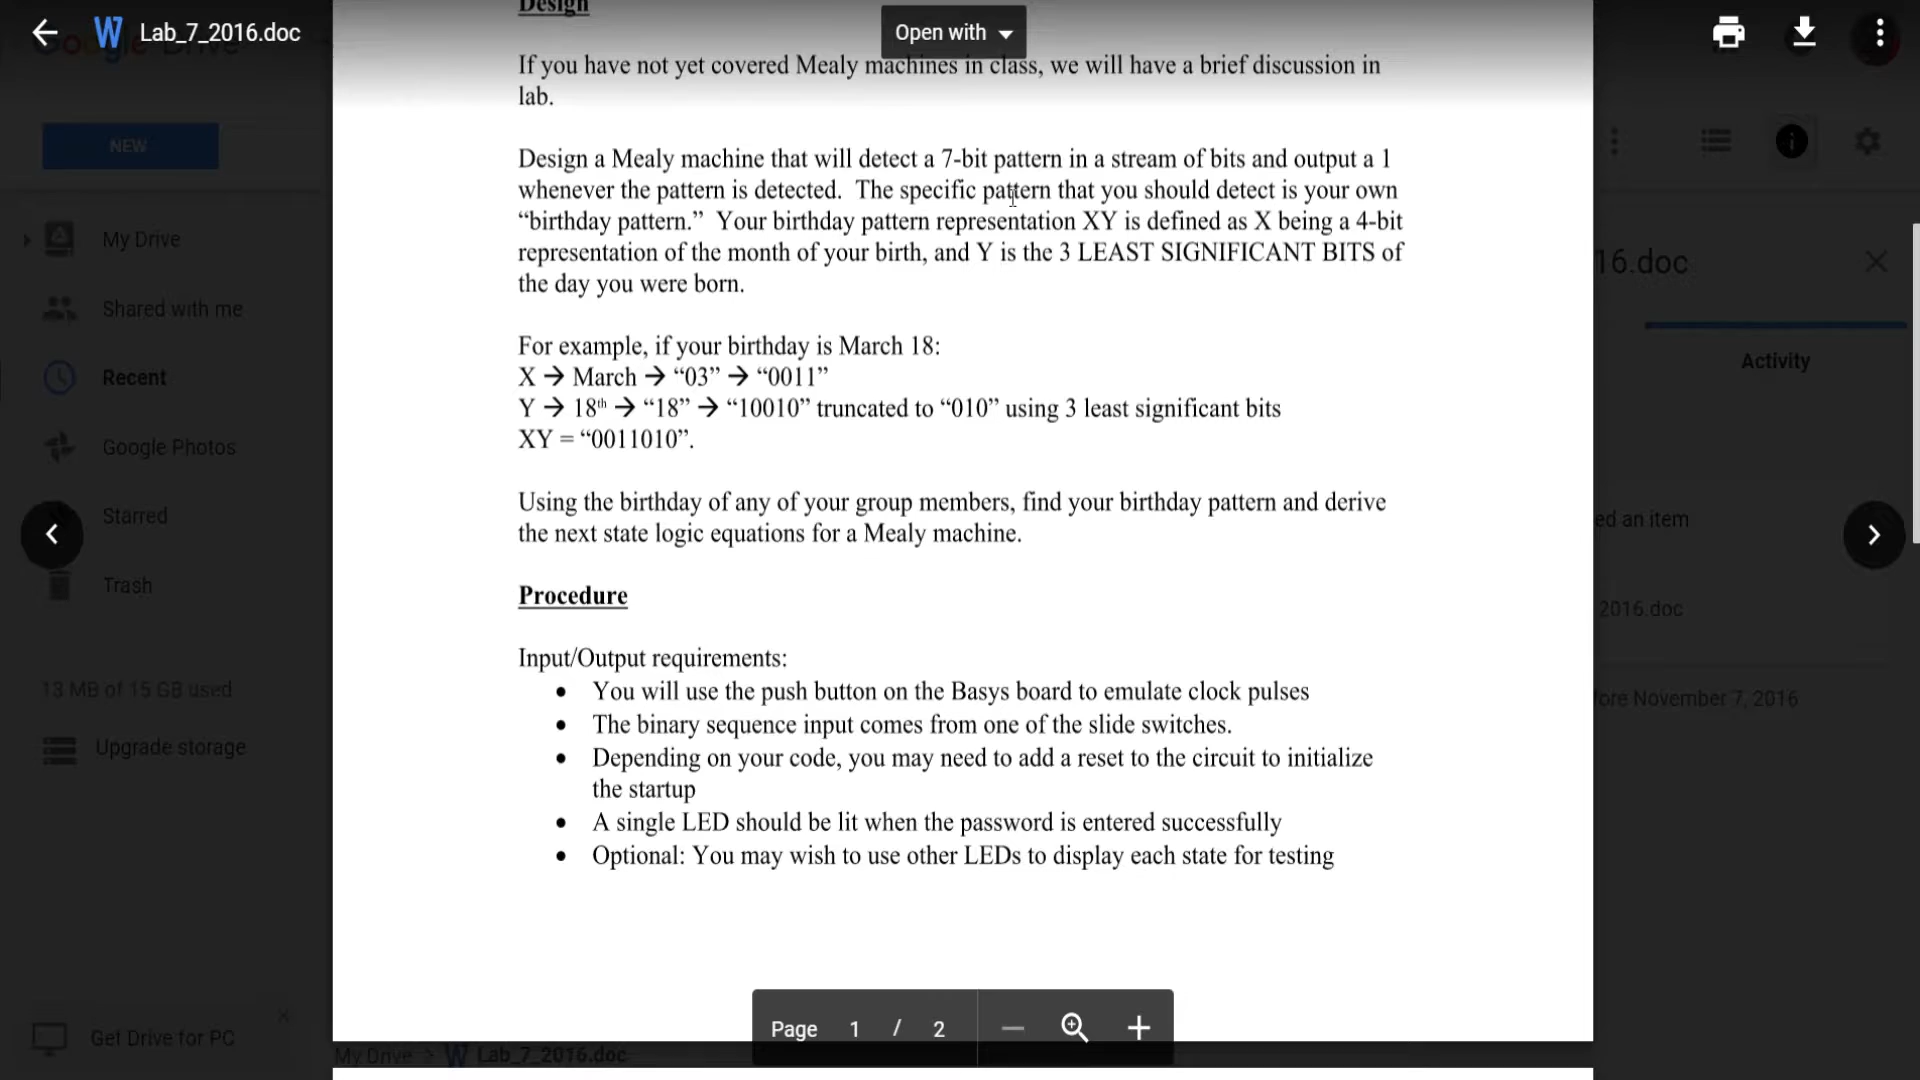 Design
Lab_7_2016.doc
Open with
If you have not yet covered Mealy machines in class, we will have a brief discussion in
lab.
NEW
Design a Mealy machine that will detect a 7-bit pattern in a stream of bits and output a 1
whenever the pattern is detected.  The specific pattern that you should detect is your own
“birthday pattern.”  Your birthday pattern representation XY is defined as X being a 4-bit
representation of the month of your birth, and Y is the 3 LEAST SIGNIFICANT BITS of
the day you were born.
My Drive
Shared with me
Recent
Google Photos
Starred
Trash
13 MB of 15 GB used
Upgrade storage
Get Drive for PC
16.doc
Activity
ed an item
2016.doc
fore November 7, 2016
For example, if your birthday is March 18:
X → March → “03” → “0011”
Y → 18th → “18” → “10010” truncated to “010” using 3 least significant bits
XY = “0011010”.
Using the birthday of any of your group members, find your birthday pattern and derive
the next state logic equations for a Mealy machine.
Procedure
Input/Output requirements:
• You will use the push button on the Basys board to emulate clock pulses
• The binary sequence input comes from one of the slide switches.
• Depending on your code, you may need to add a reset to the circuit to initialize
the startup
• A single LED should be lit when the password is entered successfully
• Optional: You may wish to use other LEDs to display each state for testing
Page 1 / 2
My Drive > W Lab_7_2016.doc